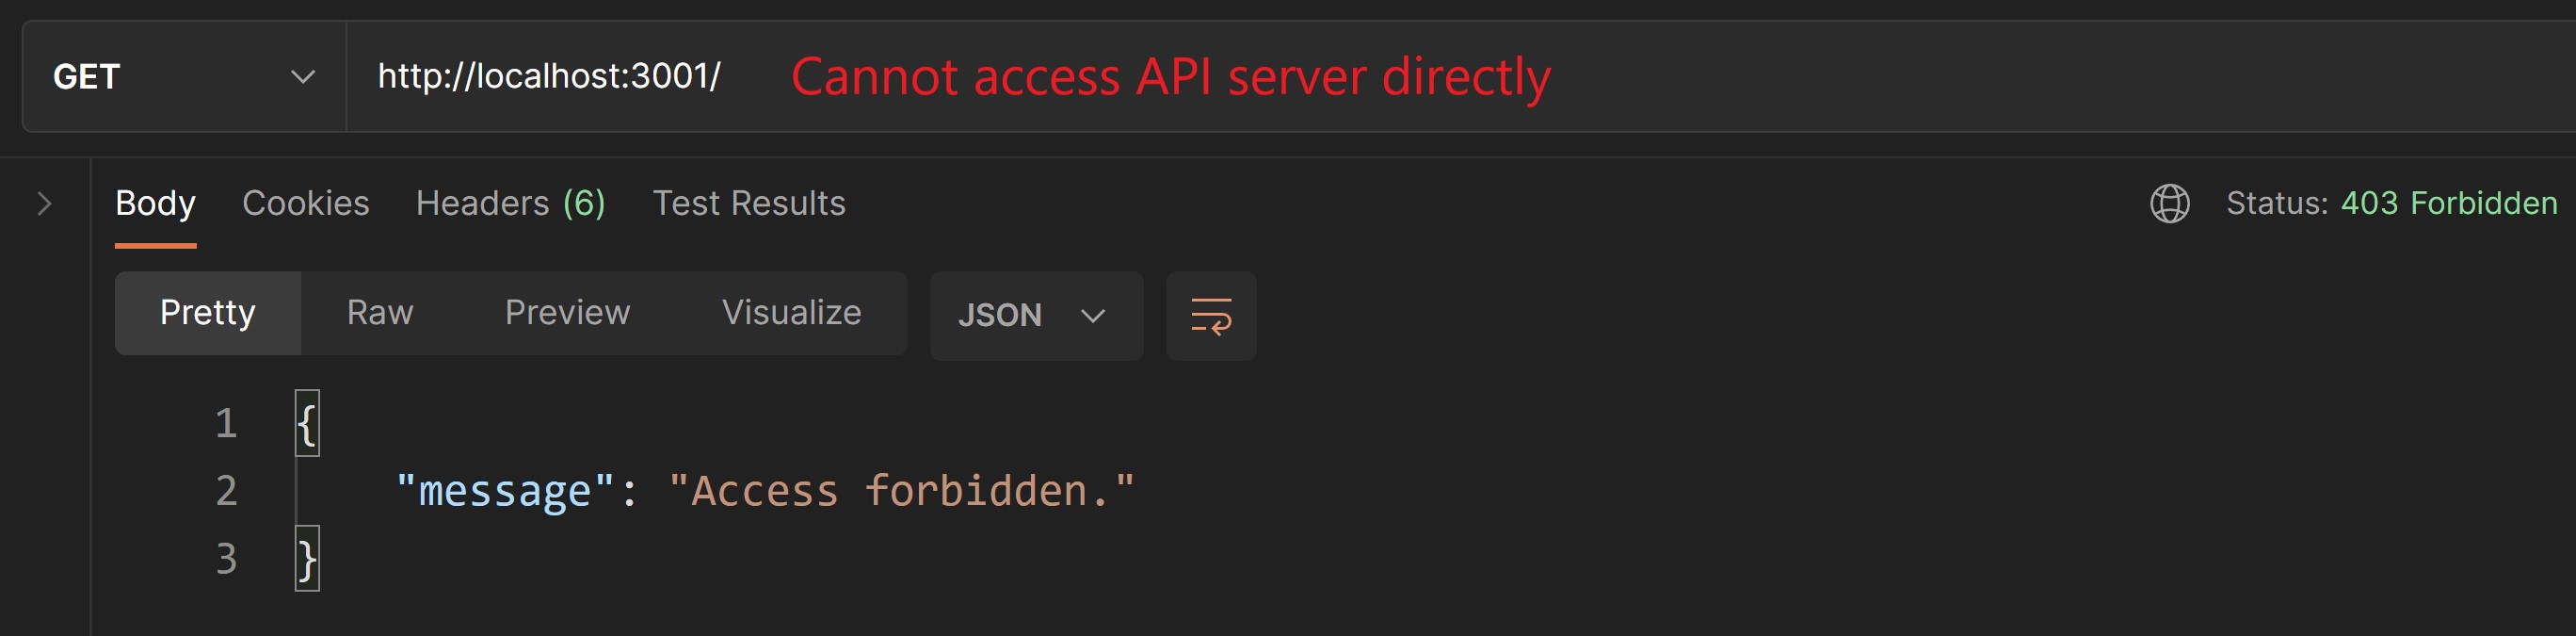 GET http://localhost:3001/ Cannot access API server directly
Body Cookies Headers (6) Test Results Status: 403 Forbidden
Pretty Raw Preview Visualize JSON
1 {
2 "message": "Access forbidden."
3 }